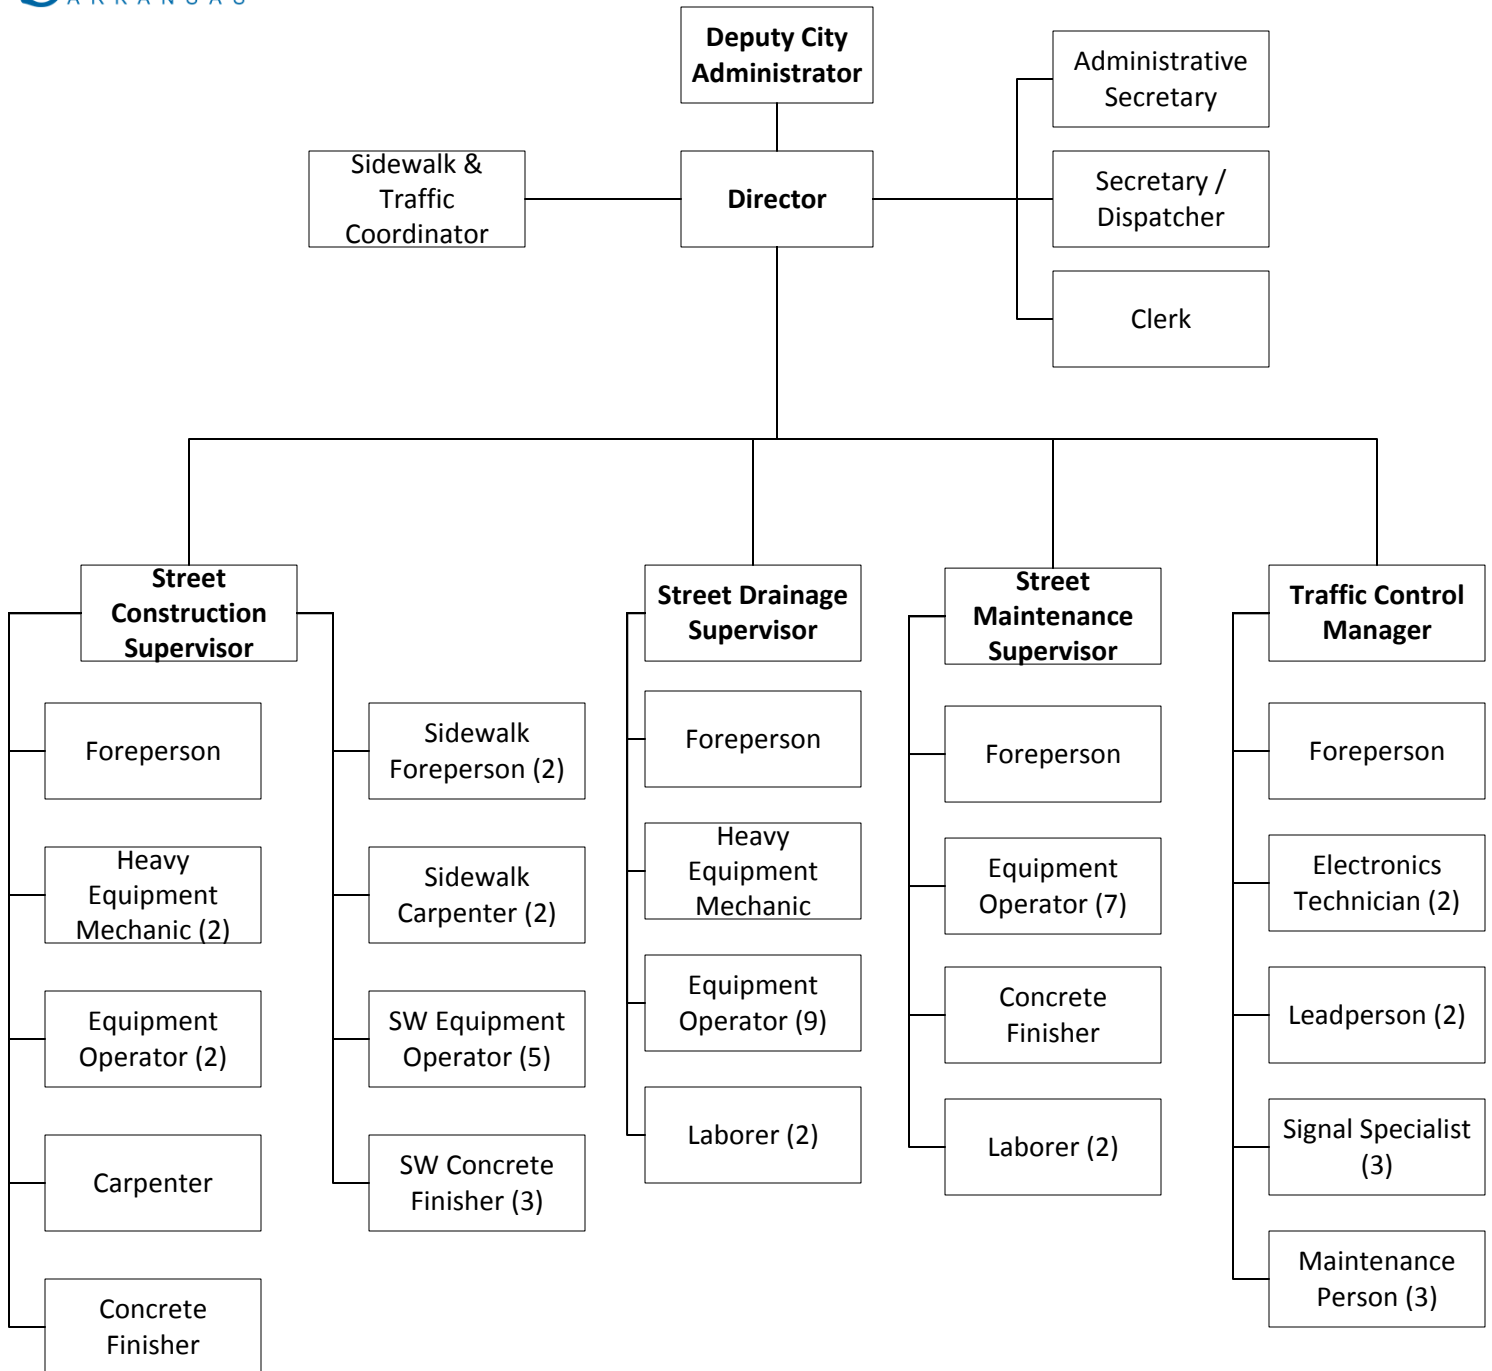 ARKANSAS
Deputy City
Administrator
Administrative
Secretary
Sidewalk &
Traffic
Coordinator
Director
Secretary /
Dispatcher
Clerk
Street
Construction
Supervisor
Street Drainage
Supervisor
Street
Maintenance
Supervisor
Traffic Control
Manager
Foreperson
Heavy
Equipment
Mechanic (2)
Equipment
Operator (2)
Carpenter
Concrete
Finisher
Sidewalk
Foreperson (2)
Sidewalk
Carpenter (2)
SW Equipment
Operator (5)
SW Concrete
Finisher (3)
Foreperson
Heavy
Equipment
Mechanic
Equipment
Operator (9)
Laborer (2)
Foreperson
Equipment
Operator (7)
Concrete
Finisher
Laborer (2)
Foreperson
Electronics
Technician (2)
Leadperson (2)
Signal Specialist
(3)
Maintenance
Person (3)